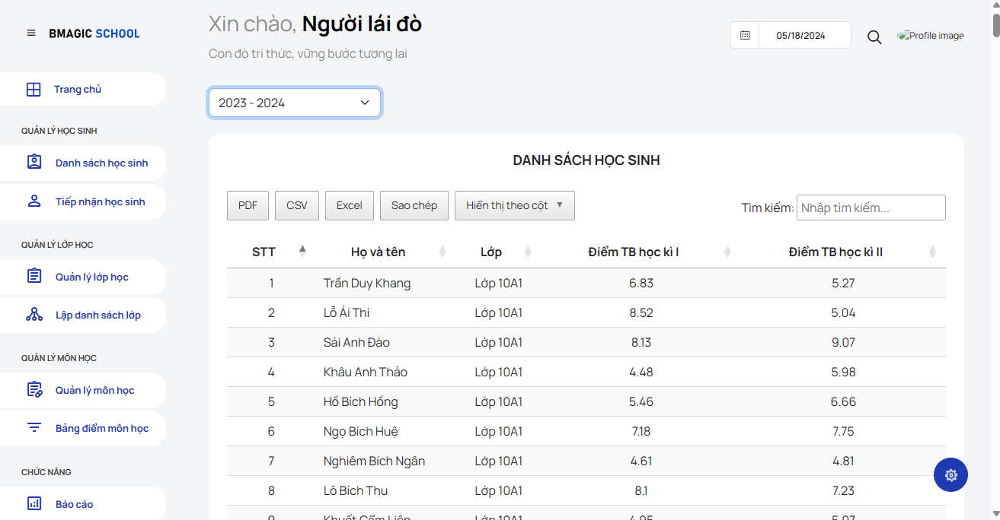 BMAGIC SCHOOL
Xin chào, Người lái đò
Con đò tri thức, vững bước tương lai
05/18/2024
Profile image
Trang chủ
QUẢN LÝ HỌC SINH
Danh sách học sinh
Tiếp nhận học sinh
QUẢN LÝ LỚP HỌC
Quản lý lớp học
Lập danh sách lớp
QUẢN LÝ MÔN HỌC
Quản lý môn học
Bảng điểm môn học
CHỨC NĂNG
Báo cáo
2023 - 2024
DANH SÁCH HỌC SINH
PDF CSV Excel Sao chép Hiển thị theo cột ▼
Tìm kiếm: Nhập tìm kiếm...
STT Họ và tên Lớp Điểm TB học kì I Điểm TB học kì II
1 Trần Duy Khang Lớp 10A1 6.83 5.27
2 Lỗ Ái Thi Lớp 10A1 8.52 5.04
3 Sái Anh Đào Lớp 10A1 8.13 9.07
4 Khâu Anh Thảo Lớp 10A1 4.48 5.98
5 Hồ Bích Hồng Lớp 10A1 5.46 6.66
6 Ngọ Bích Huệ Lớp 10A1 7.18 7.75
7 Nghiêm Bích Ngân Lớp 10A1 4.61 4.81
8 Lô Bích Thu Lớp 10A1 8.1 7.23